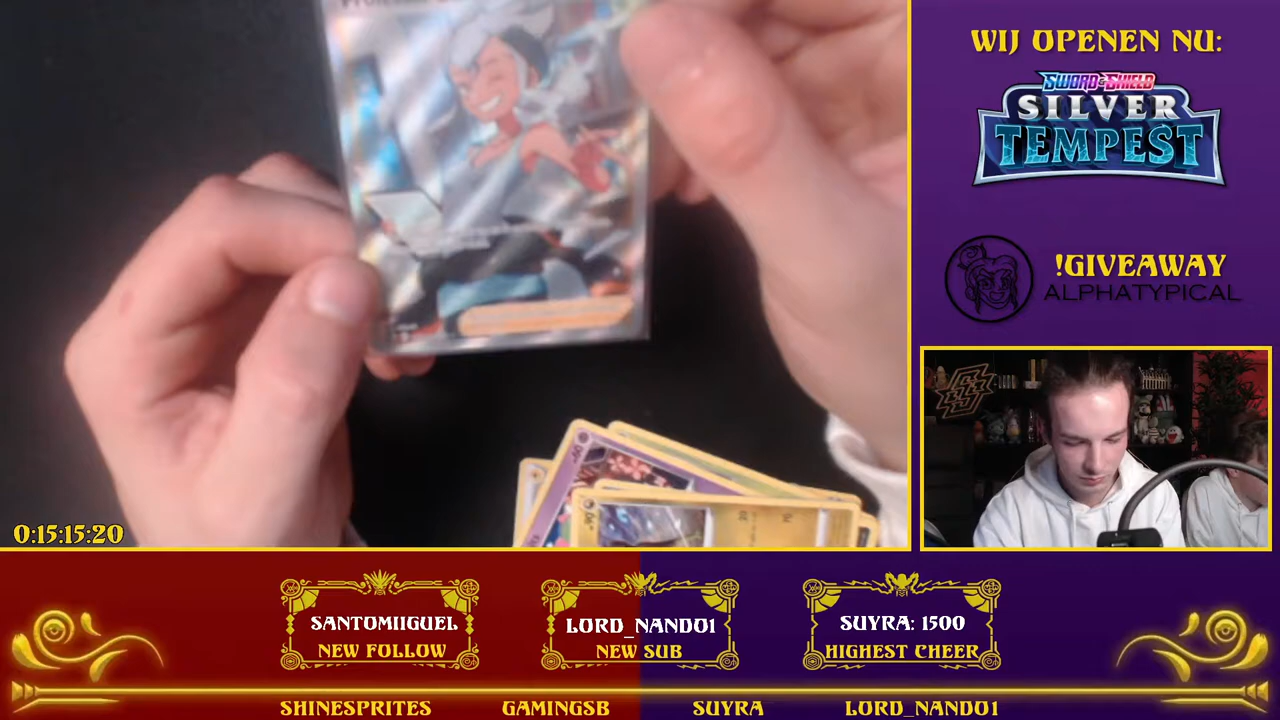 WIJ OPENEN NU:
SWORD & SHIELD
SILVER
TEMPEST
!GIVEAWAY
ALPHATYPICAL
0:15:15:20
SANTOMIIGUEL
NEW FOLLOW
LORD_NANDO1
NEW SUB
SUYRA: 1500
HIGHEST CHEER
SHINESPRITES GAMINGSB SUYRA LORD_NANDO1